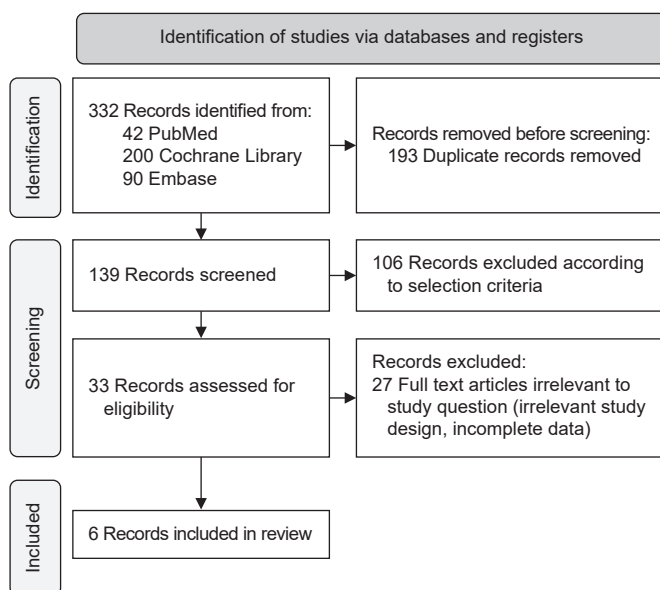 Identification of studies via databases and registers
Identification
332 Records identified from:
42 PubMed
200 Cochrane Library
90 Embase
Records removed before screening:
193 Duplicate records removed
Screening
139 Records screened
106 Records excluded according
to selection criteria
33 Records assessed for
eligibility
Records excluded:
27 Full text articles irrelevant to
study question (irrelevant study
design, incomplete data)
Included
6 Records included in review